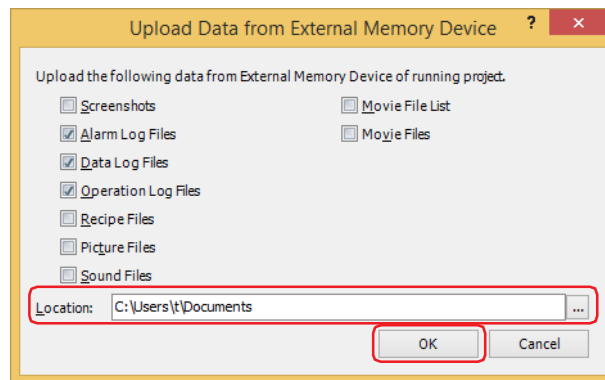 Upload Data from External Memory Device ? ×
Upload the following data from External Memory Device of running project.
Screenshots
Movie File List
Alarm Log Files
Movie Files
Data Log Files
Operation Log Files
Recipe Files
Picture Files
Sound Files
Location: C:\Users\t\Documents ...
OK Cancel